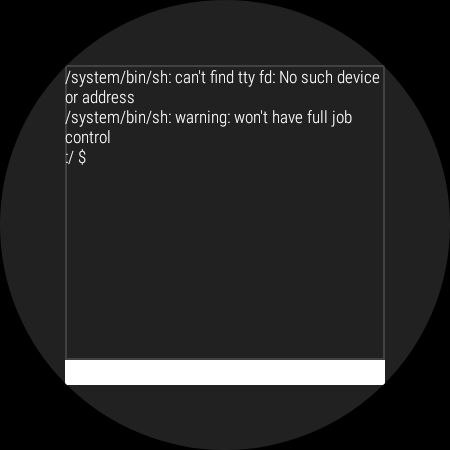 /system/bin/sh: can't find tty fd: No such device
or address
/system/bin/sh: warning: won't have full job
control
:/ $